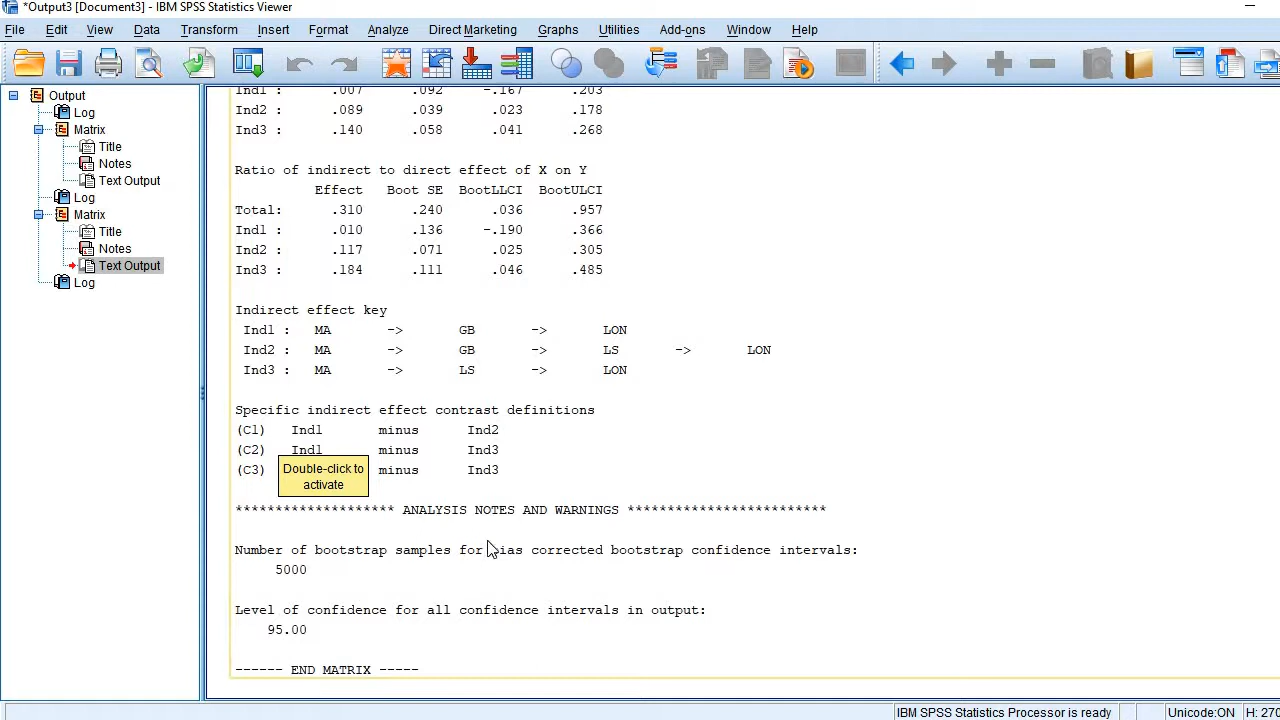 *Output3 [Document3] - IBM SPSS Statistics Viewer
File Edit View Data Transform Insert Format Analyze Direct Marketing Graphs Utilities Add-ons Window Help
Output
Log
Matrix
Title
Notes
Text Output
Log
Matrix
Title
Notes
Text Output
Log
Ind1 : .007 .092 -.167 .203
Ind2 : .089 .039 .023 .178
Ind3 : .140 .058 .041 .268
Ratio of indirect to direct effect of X on Y
Effect Boot SE BootLLCI BootULCI
Total: .310 .240 .036 .957
Ind1 : .010 .136 -.190 .366
Ind2 : .117 .071 .025 .305
Ind3 : .184 .111 .046 .485
Indirect effect key
Ind1 : MA -> GB -> LON
Ind2 : MA -> GB -> LS -> LON
Ind3 : MA -> LS -> LON
Specific indirect effect contrast definitions
(C1) Ind1 minus Ind2
(C2) Ind1 minus Ind3
(C3) minus Ind3
Double-click to
activate
******************** ANALYSIS NOTES AND WARNINGS *************************
Number of bootstrap samples for bias corrected bootstrap confidence intervals:
5000
Level of confidence for all confidence intervals in output:
95.00
------ END MATRIX -----
IBM SPSS Statistics Processor is ready Unicode:ON H: 270